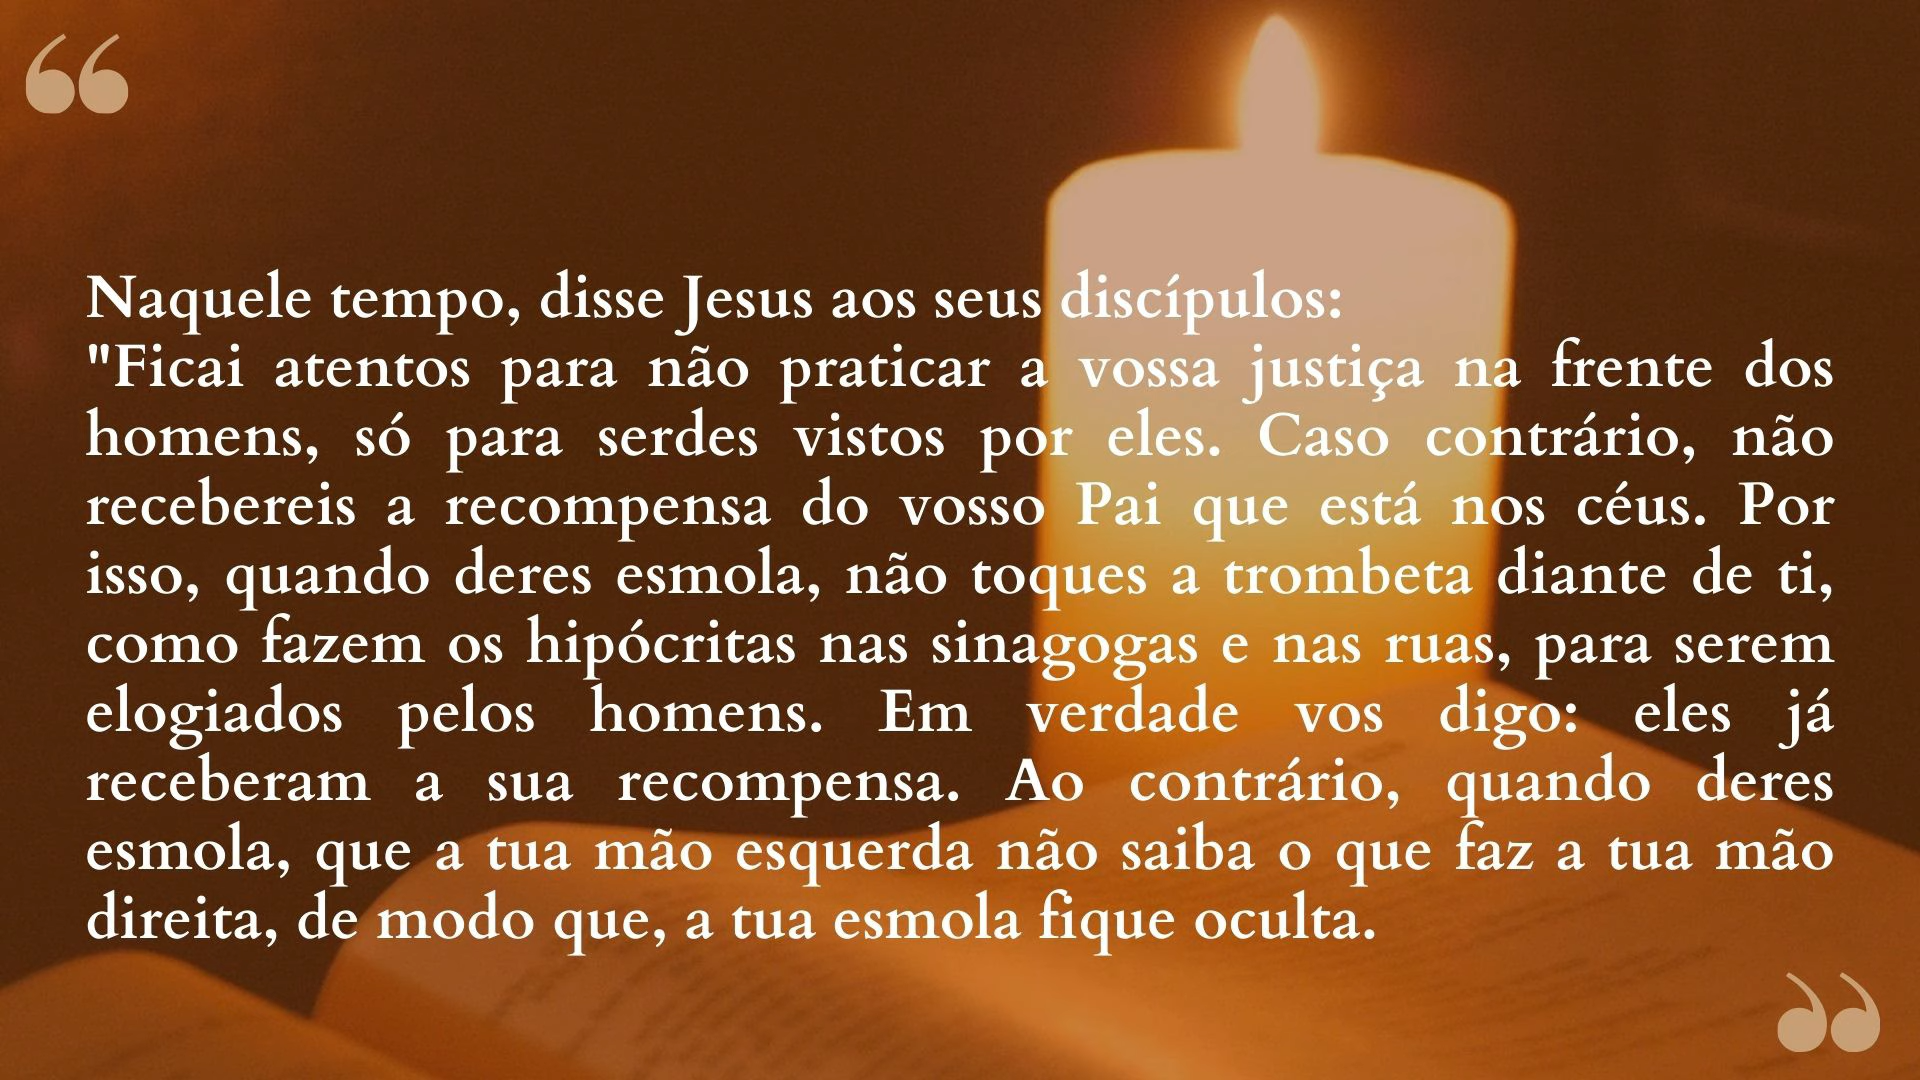 Naquele tempo, disse Jesus aos seus discípulos:
"Ficai atentos para não praticar a vossa justiça na frente dos
homens, só para serdes vistos por eles. Caso contrário, não
recebereis a recompensa do vosso Pai que está nos céus. Por
isso, quando deres esmola, não toques a trombeta diante de ti,
como fazem os hipócritas nas sinagogas e nas ruas, para serem
elogiados pelos homens. Em verdade vos digo: eles já
receberam a sua recompensa. Ao contrário, quando deres
esmola, que a tua mão esquerda não saiba o que faz a tua mão
direita, de modo que, a tua esmola fique oculta.